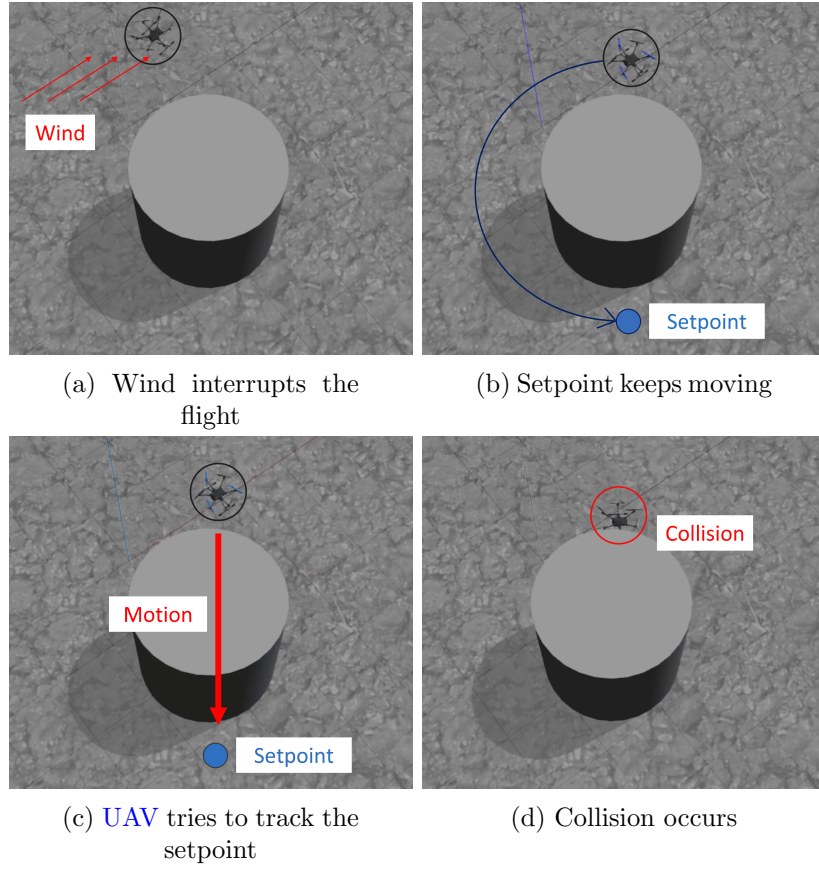 Wind
(a) Wind interrupts the
flight
Setpoint
(b) Setpoint keeps moving
Motion
Setpoint
(c) UAV tries to track the
setpoint
Collision
(d) Collision occurs